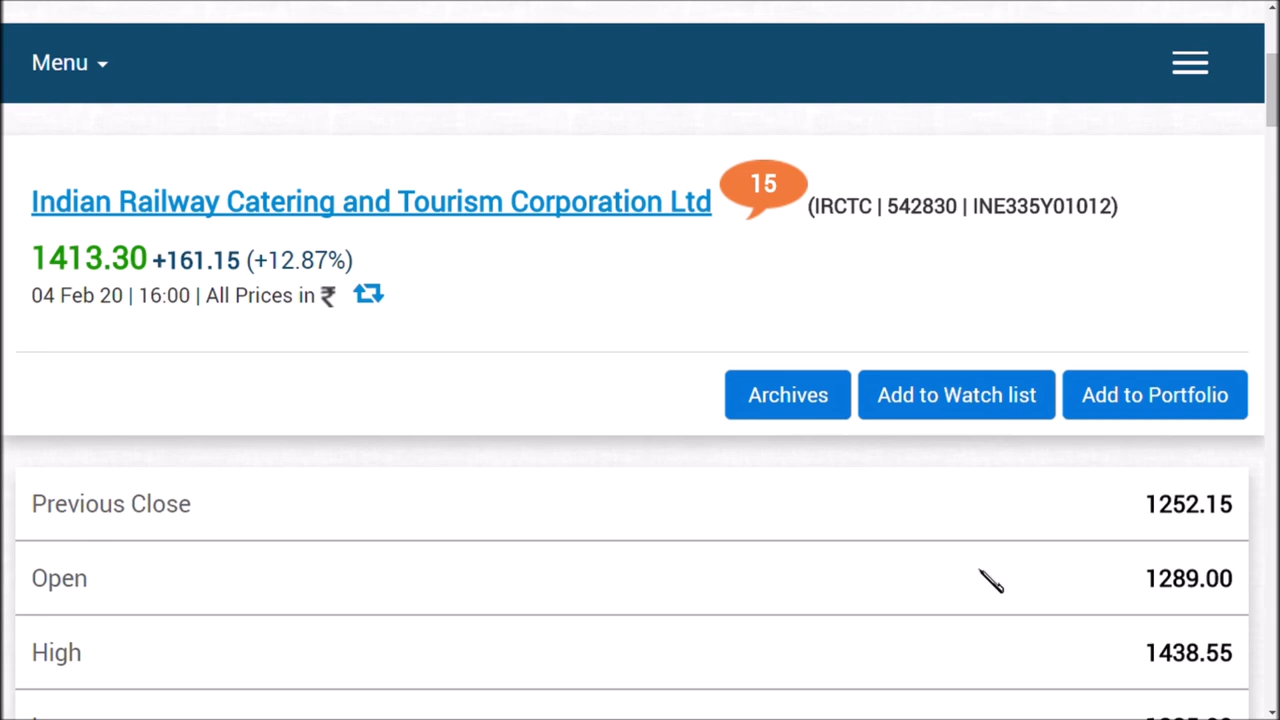 Menu
Indian Railway Catering and Tourism Corporation Ltd 15 (IRCTC | 542830 | INE335Y01012)
1413.30 +161.15 (+12.87%)
04 Feb 20 | 16:00 | All Prices in ₹
Archives Add to Watch list Add to Portfolio
Previous Close 1252.15
Open 1289.00
High 1438.55